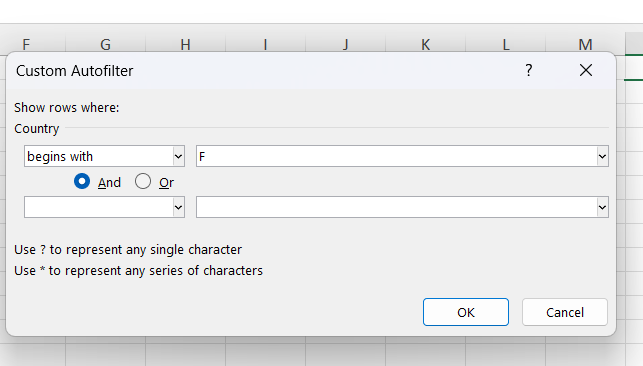 F G H I J K L M
Custom Autofilter ?
Show rows where:
Country
begins with F
And Or
Use ? to represent any single character
Use * to represent any series of characters
OK Cancel